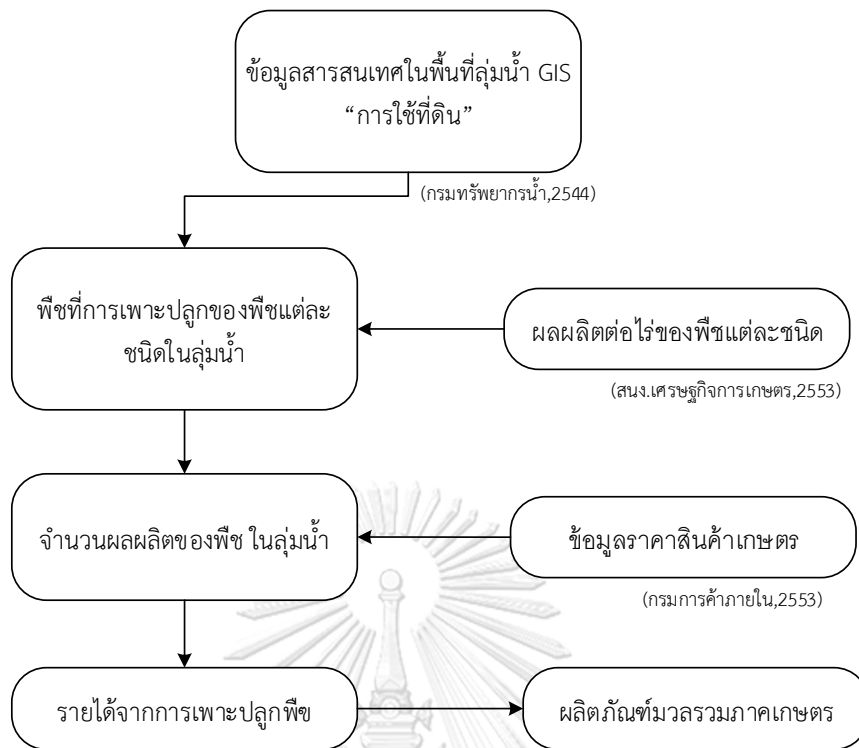 ข้อมูลสารสนเทศในพื้นที่ลุ่มน้ำ GIS
“การใช้ที่ดิน”
(กรมทรัพยากรน้ำ,2544)
พืชที่การเพาะปลูกของพืชแต่ละ
ชนิดในลุ่มน้ำ
ผลผลิตต่อไร่ของพืชแต่ละชนิด
(สนง.เศรษฐกิจการเกษตร,2553)
จำนวนผลผลิตของพืช ในลุ่มน้ำ
ข้อมูลราคาสินค้าเกษตร
(กรมการค้าภายใน,2553)
รายได้จากการเพาะปลูกพืช
ผลิตภัณฑ์มวลรวมภาคเกษตร